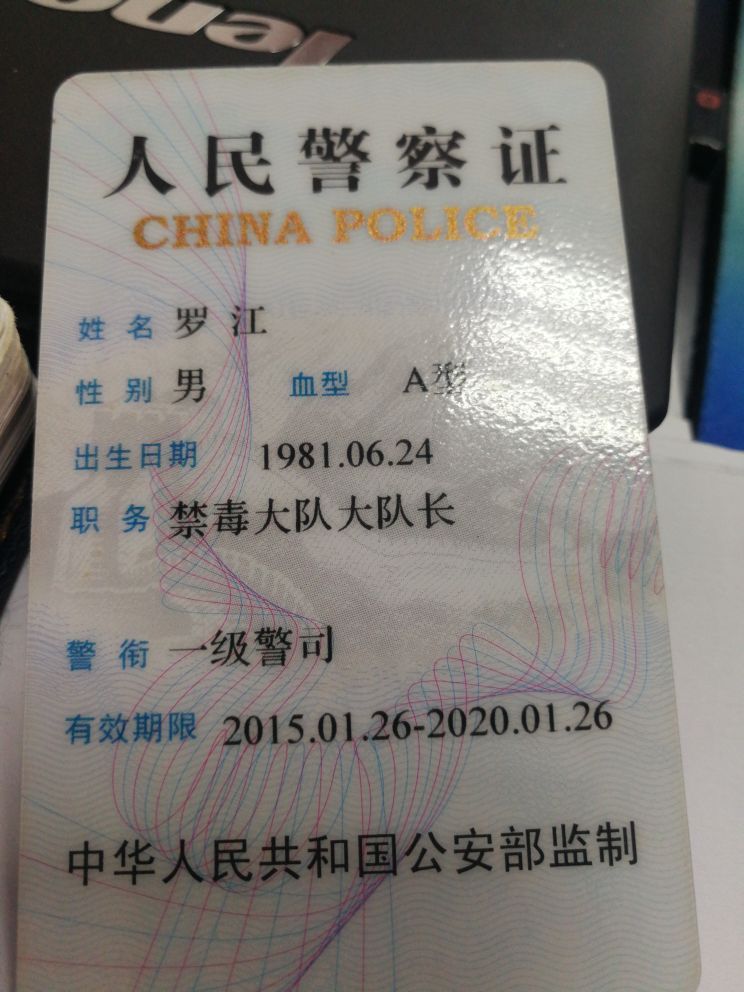 人民警察证
CHINA POLICE
姓名 罗江
性别 男 血型 A型
出生日期 1981.06.24
职务 禁毒大队大队长
警衔 一级警司
有效期限 2015.01.26-2020.01.26
中华人民共和国公安部监制